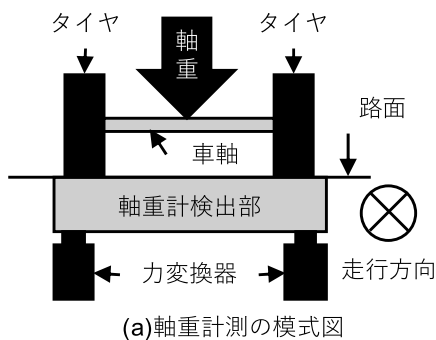 タイヤ
タイヤ
軸重
路面
車軸
軸重計検出部
力変換器
走行方向
(a)軸重計測の模式図